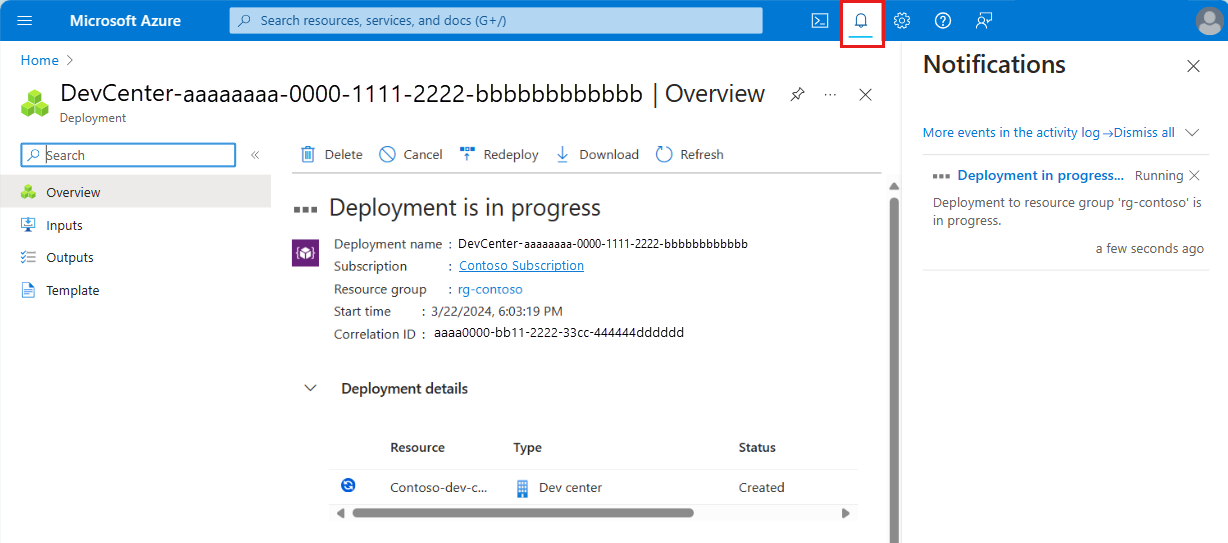 Microsoft Azure
Search resources, services, and docs (G+/)
Home
DevCenter-aaaaaaaa-0000-1111-2222-bbbbbbbbbbbb | Overview
Deployment
Search
Overview
Inputs
Outputs
Template
Delete
Cancel
Redeploy
Download
Refresh
Deployment is in progress
Deployment name : DevCenter-aaaaaaaa-0000-1111-2222-bbbbbbbbbbbb
Subscription : Contoso Subscription
Resource group : rg-contoso
Start time : 3/22/2024, 6:03:19 PM
Correlation ID : aaaa0000-bb11-2222-33cc-444444dddddd
Deployment details
Resource Type Status
Contoso-dev-c... Dev center Created
Notifications
More events in the activity log → Dismiss all
Deployment in progress... Running
Deployment to resource group 'rg-contoso' is
in progress.
a few seconds ago